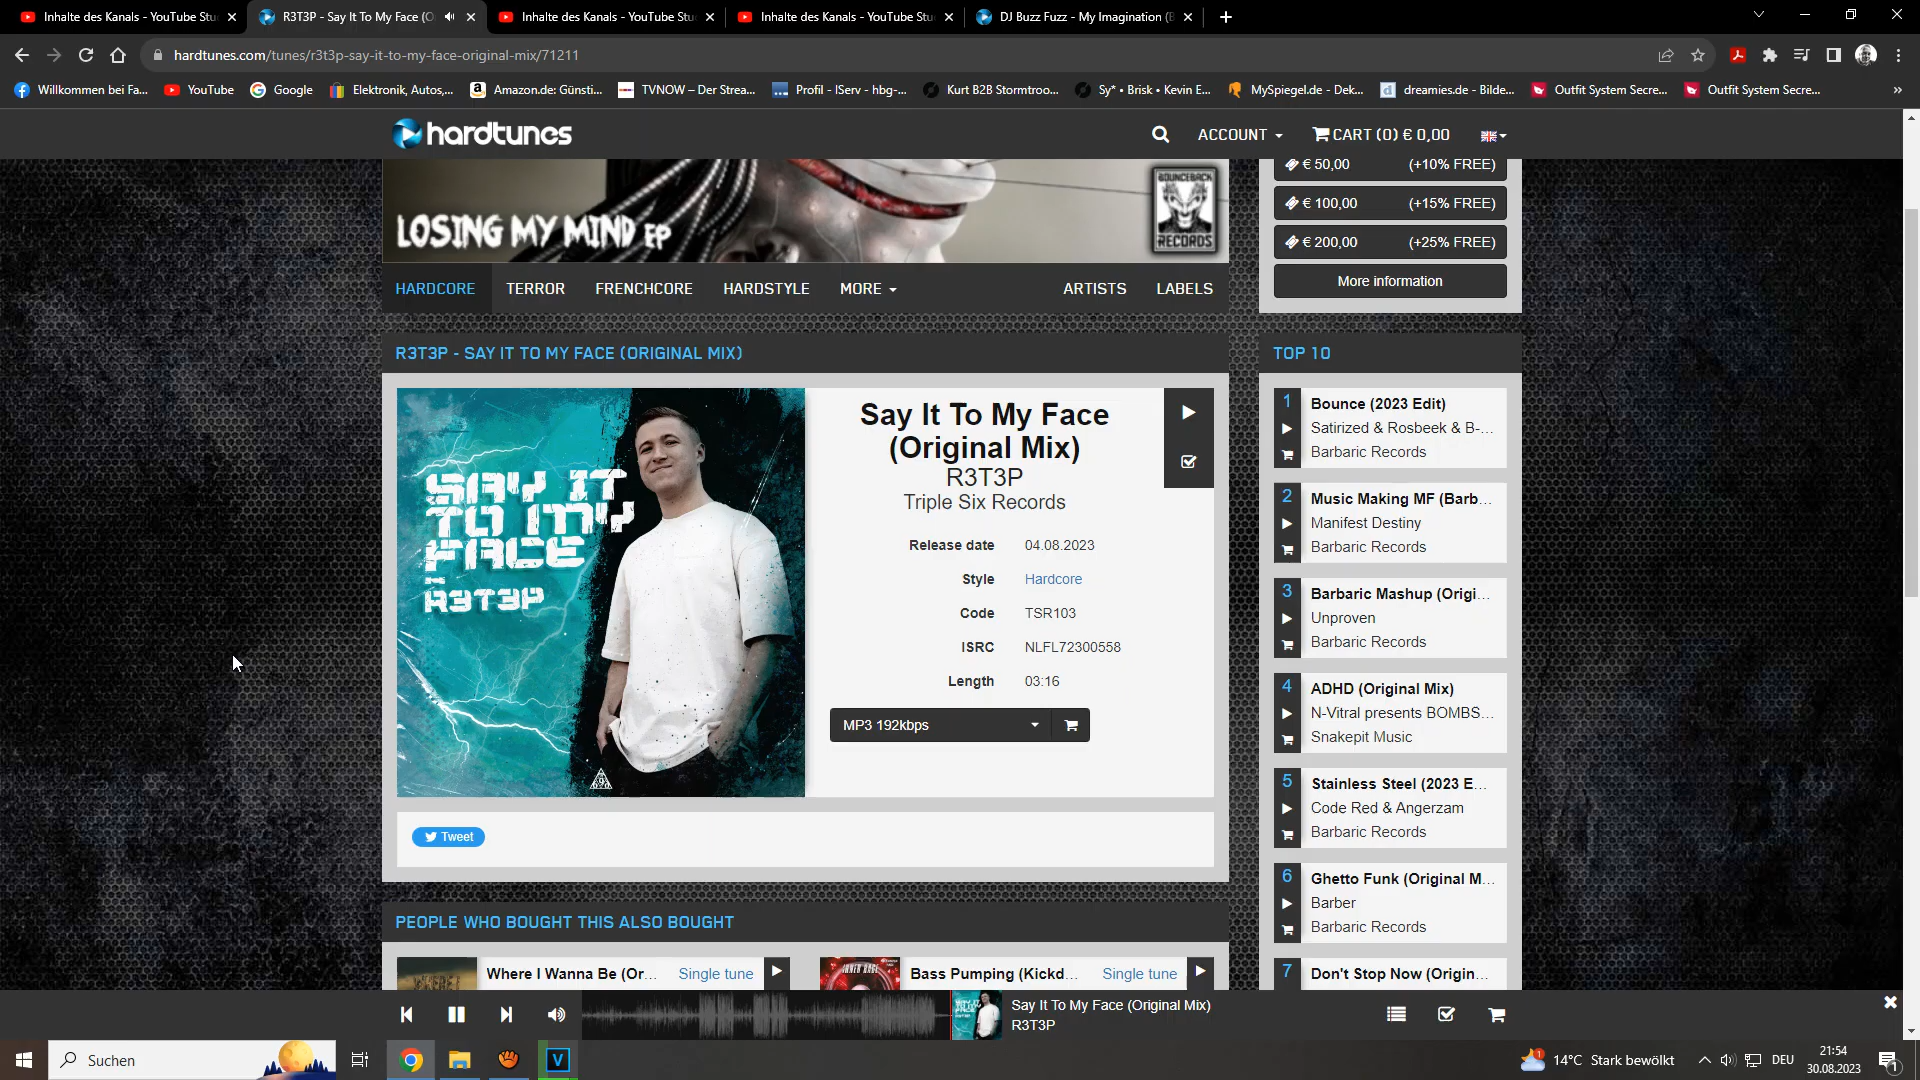 Inhalte des Kanals - YouTube Stu
R3T3P - Say It To My Face (O
Inhalte des Kanals - YouTube Stu
Inhalte des Kanals - YouTube Stu
DJ Buzz Fuzz - My Imagination (B
hardtunes.com/tunes/r3t3p-say-it-to-my-face-original-mix/71211
Willkommen bei Fa...
YouTube
Google
Elektronik, Autos,...
Amazon.de: Günsti...
TVNOW – Der Strea...
Profil - IServ - hbg-...
Kurt B2B Stormtroo...
Sy* • Brisk • Kevin E...
MySpiegel.de - Dek...
dreamies.de - Bilde...
Outfit System Secre...
Outfit System Secre...
»
hardtunes
ACCOUNT
CART (0) € 0,00
LOSING MY MIND EP
BOUNCEBACK
RECORDS
€ 50,00 (+10% FREE)
€ 100,00 (+15% FREE)
€ 200,00 (+25% FREE)
More information
HARDCORE
TERROR
FRENCHCORE
HARDSTYLE
MORE
ARTISTS
LABELS
R3T3P - SAY IT TO MY FACE (ORIGINAL MIX)
SAY IT
TO MY
FACE
R3T3P
Say It To My Face
(Original Mix)
R3T3P
Triple Six Records
Release date 04.08.2023
Style Hardcore
Code TSR103
ISRC NLFL72300558
Length 03:16
MP3 192kbps
Tweet
TOP 10
1 Bounce (2023 Edit)
Satirized & Rosbeek & B-...
Barbaric Records
2 Music Making MF (Barb...
Manifest Destiny
Barbaric Records
3 Barbaric Mashup (Origi...
Unproven
Barbaric Records
4 ADHD (Original Mix)
N-Vitral presents BOMBS...
Snakepit Music
5 Stainless Steel (2023 E...
Code Red & Angerzam
Barbaric Records
6 Ghetto Funk (Original M...
Barber
Barbaric Records
7 Don't Stop Now (Origin...
PEOPLE WHO BOUGHT THIS ALSO BOUGHT
Where I Wanna Be (Or... Single tune
Bass Pumping (Kickd... Single tune
Say It To My Face (Original Mix)
R3T3P
Suchen
14°C Stark bewölkt
DEU
21:54
30.08.2023
1